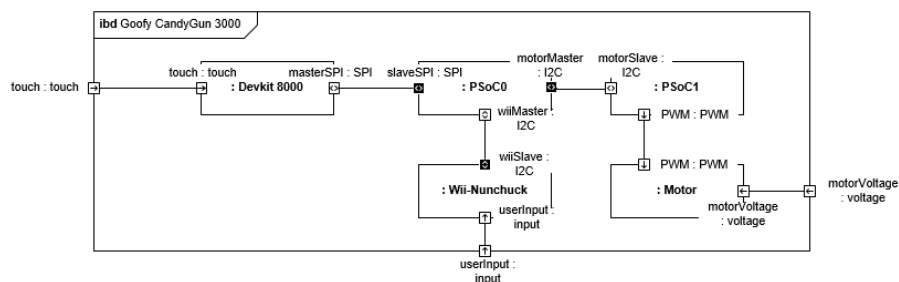 ibd Goofy CandyGun 3000
motorMaster
: I2C
motorSlave :
I2C
touch : touch
masterSPI : SPI
slaveSPI : SPI
touch : touch
: Devkit 8000
: PSoC0
: PSoC1
wiiMaster :
I2C
PWM : PWM
wiiSlave :
I2C
PWM : PWM
: Wii-Nunchuck
: Motor
motorVoltage
: voltage
userInput :
input
motorVoltage
: voltage
userInput :
input